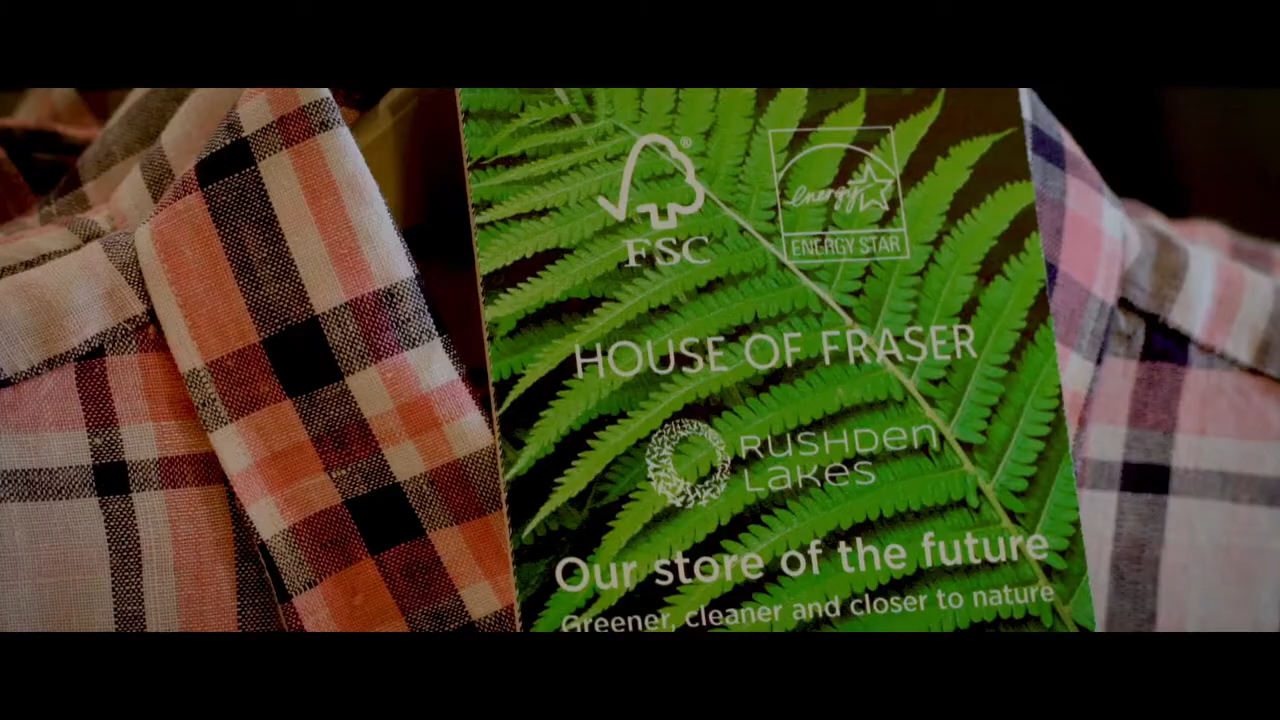 FSC®
energy
ENERGY STAR
HOUSE OF FRASER
RUSHDEN
LAKES
Our store of the future
Greener, cleaner and closer to nature